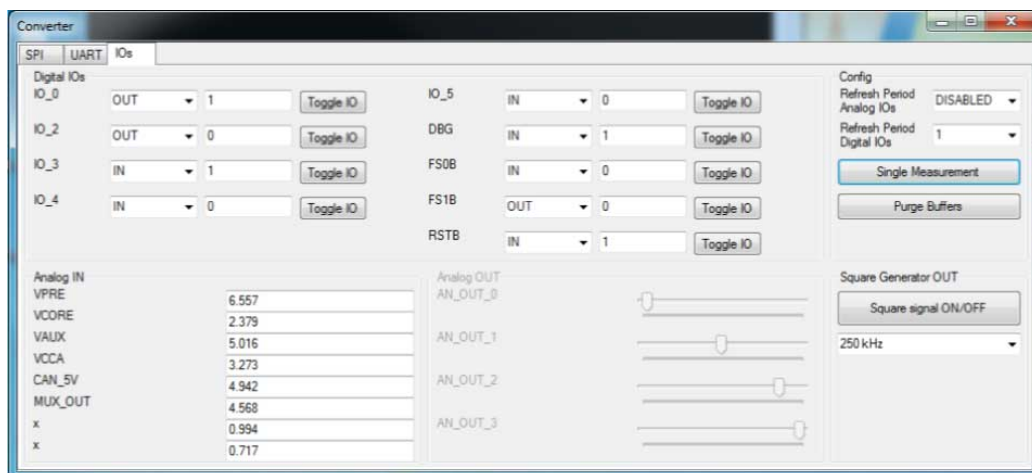 Converter
SPI UART IOs
Digital IOs
IO_0 OUT 1 Toggle IO
IO_2 OUT 0 Toggle IO
IO_3 IN 1 Toggle IO
IO_4 IN 0 Toggle IO
IO_5 IN 0 Toggle IO
DBG IN 1 Toggle IO
FS0B IN 0 Toggle IO
FS1B OUT 0 Toggle IO
RSTB IN 1 Toggle IO
Config
Refresh Period
Analog IOs DISABLED
Refresh Period
Digital IOs 1
Single Measurement
Purge Buffers
Analog IN
VPRE 6.557
VCORE 2.379
VAUX 5.016
VCCA 3.273
CAN_5V 4.942
MUX_OUT 4.568
x 0.994
x 0.717
Analog OUT
AN_OUT_0
AN_OUT_1
AN_OUT_2
AN_OUT_3
Square Generator OUT
Square signal ON/OFF
250 kHz